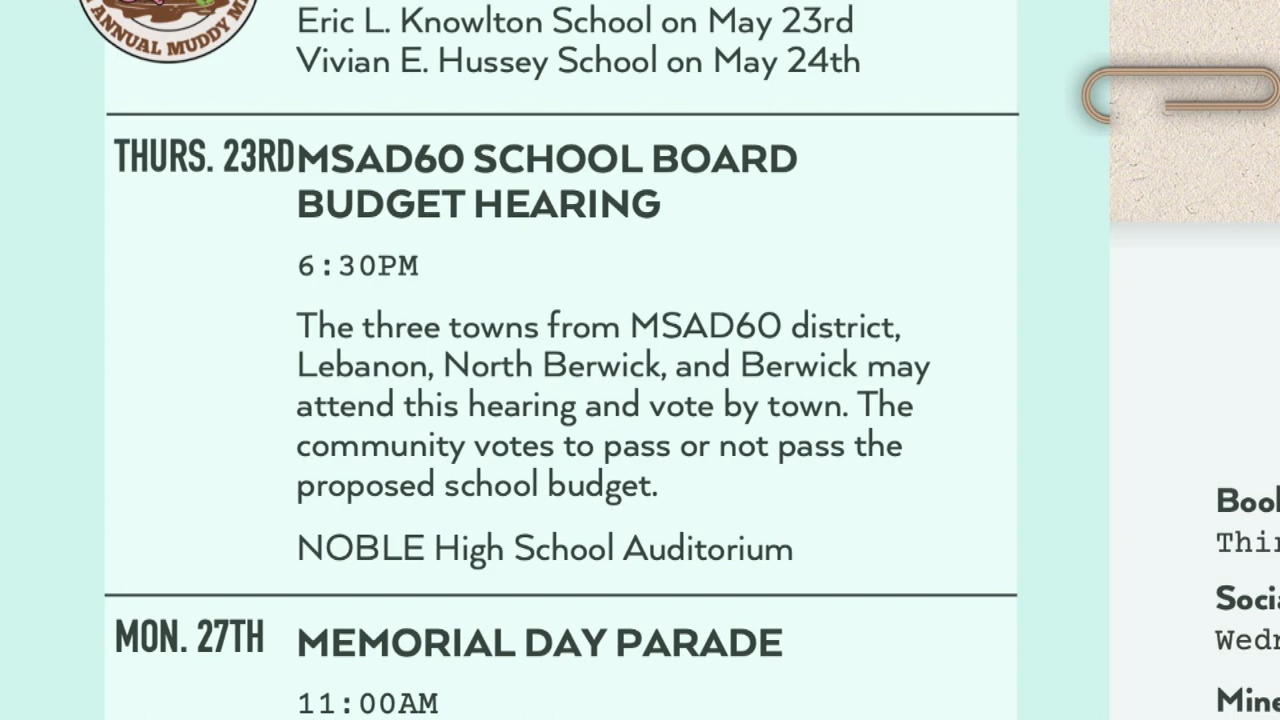 ANNUAL MUDDY
Eric L. Knowlton School on May 23rd
Vivian E. Hussey School on May 24th
THURS. 23RD
MSAD60 SCHOOL BOARD
BUDGET HEARING
6:30PM
The three towns from MSAD60 district,
Lebanon, North Berwick, and Berwick may
attend this hearing and vote by town. The
community votes to pass or not pass the
proposed school budget.
NOBLE High School Auditorium
MON. 27TH
MEMORIAL DAY PARADE
11:00AM